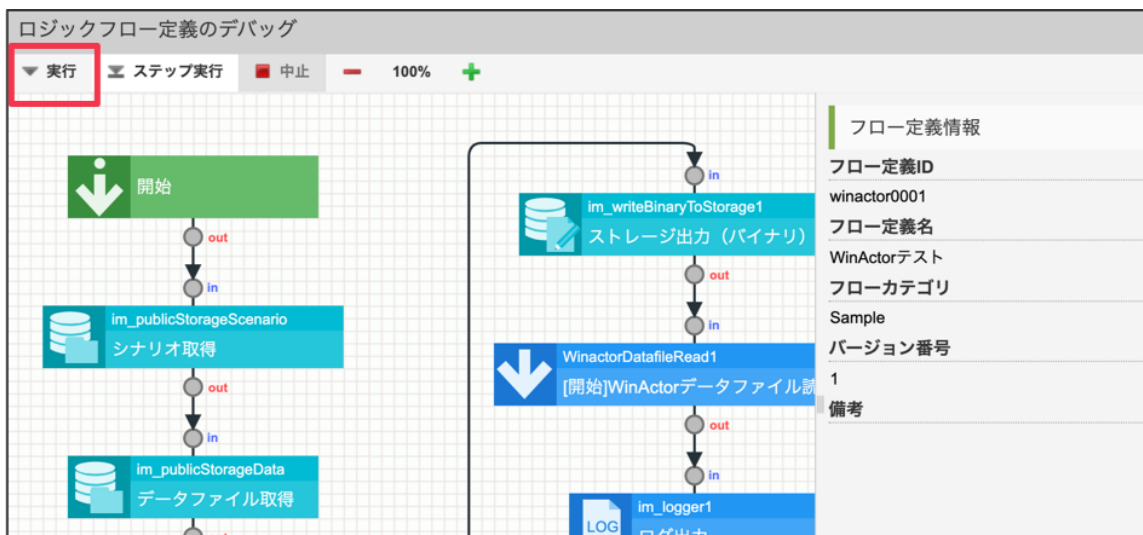 ロジックフロー定義のデバッグ
実行 ステップ実行 中止 100%
開始
out
in
im_publicStorageScenario
シナリオ取得
out
in
im_publicStorageData
データファイル取得
in
im_writeBinaryToStorage1
ストレージ出力（バイナリ）
out
in
WinactorDatafileRead1
[開始]WinActorデータファイル読
out
in
im_logger1
LOG
ログ出力
フロー定義情報
フロー定義ID
winactor0001
フロー定義名
WinActorテスト
フローカテゴリ
Sample
バージョン番号
1
備考